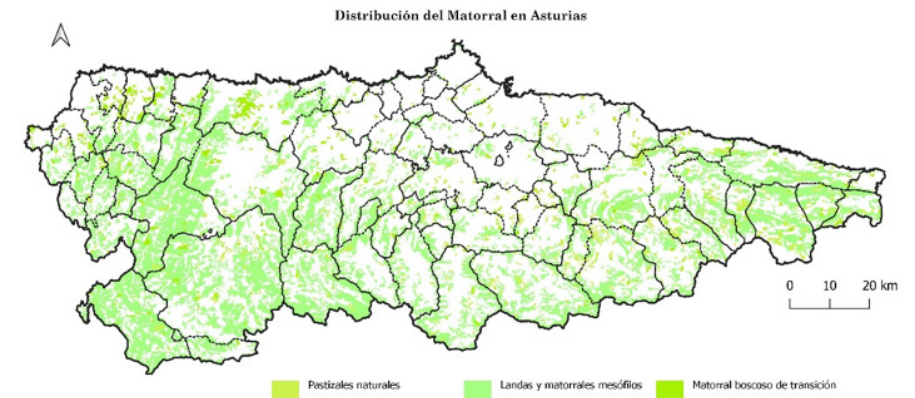 Distribución del Matorral en Asturias
0 10 20 km
Pastizales naturales
Landas y matorrales mesófilos
Matorral boscoso de transición